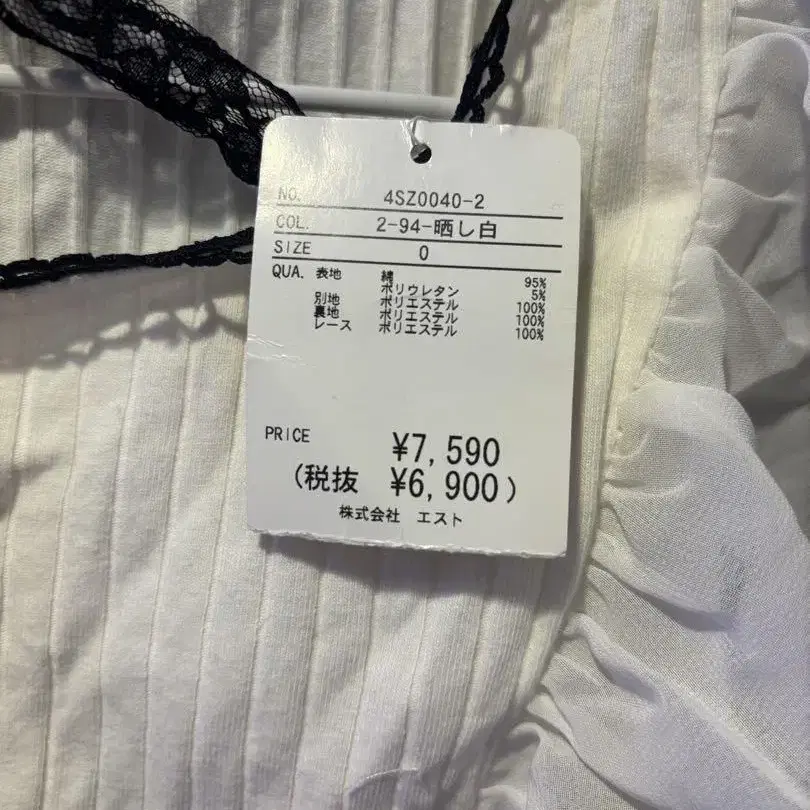 NO. 4SZ0040-2
COL. 2-94-晒し白
SIZE 0
QUA. 表地 綿 95%
ポリウレタン 5%
別地 ポリエステル 100%
裏地 ポリエステル 100%
レース ポリエステル 100%
PRICE ¥7,590
(税抜 ¥6,900)
株式会社 エスト